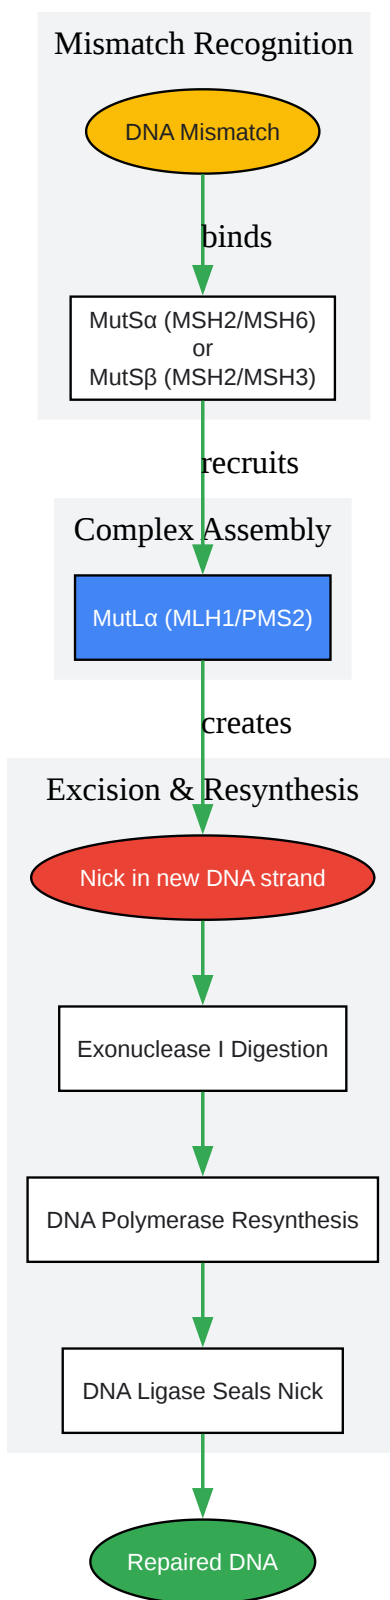 Mismatch Recognition
DNA Mismatch
binds
MutSα (MSH2/MSH6)
or
MutSβ (MSH2/MSH3)
recruits
Complex Assembly
MutLα (MLH1/PMS2)
creates
Excision & Resynthesis
Nick in new DNA strand
Exonuclease I Digestion
DNA Polymerase Resynthesis
DNA Ligase Seals Nick
Repaired DNA